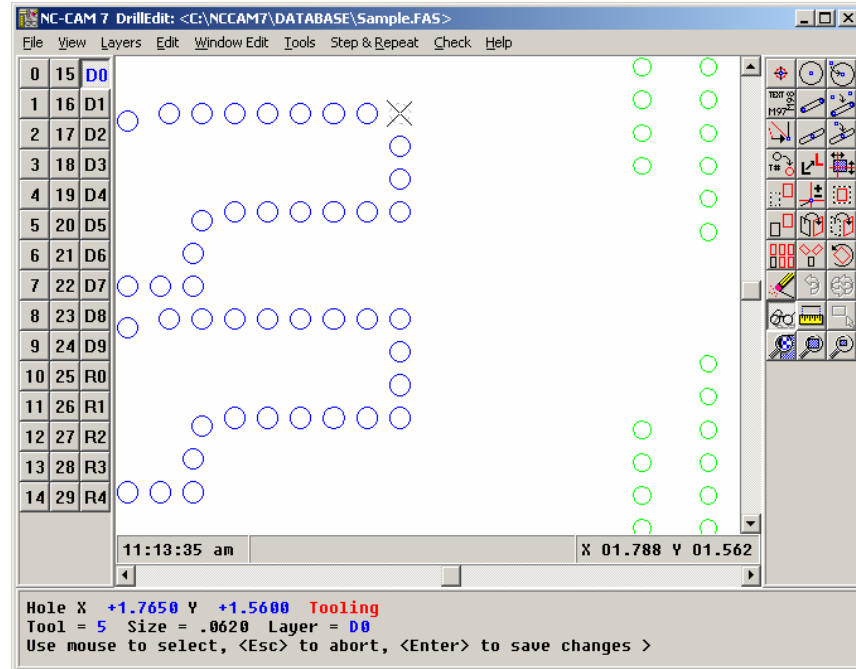 NC-CAM 7 DrillEdit: <C:\NCCAM7\DATABASE\Sample.FAS>
File View Layers Edit Window Edit Tools Step & Repeat Check Help
0 15 D0
1 16 D1
2 17 D2
3 18 D3
4 19 D4
5 20 D5
6 21 D6
7 22 D7
8 23 D8
9 24 D9
10 25 R0
11 26 R1
12 27 R2
13 28 R3
14 29 R4
TEXT M98
M97
T#
11:13:35 am X 01.788 Y 01.562
Hole X +1.7650 Y +1.5600 Tooling
Tool = 5 Size = .0620 Layer = D0
Use mouse to select, <Esc> to abort, <Enter> to save changes >